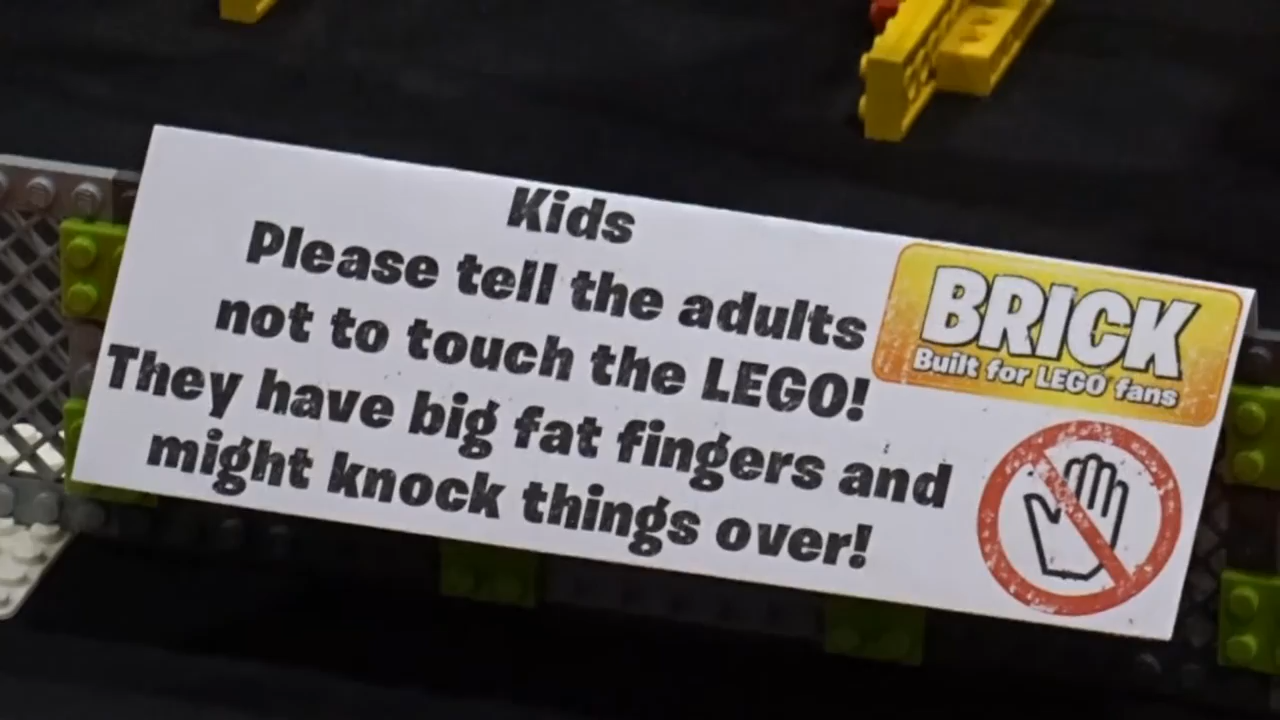 Kids
Please tell the adults
not to touch the LEGO!
They have big fat fingers and
might knock things over!
BRICK
Built for LEGO fans